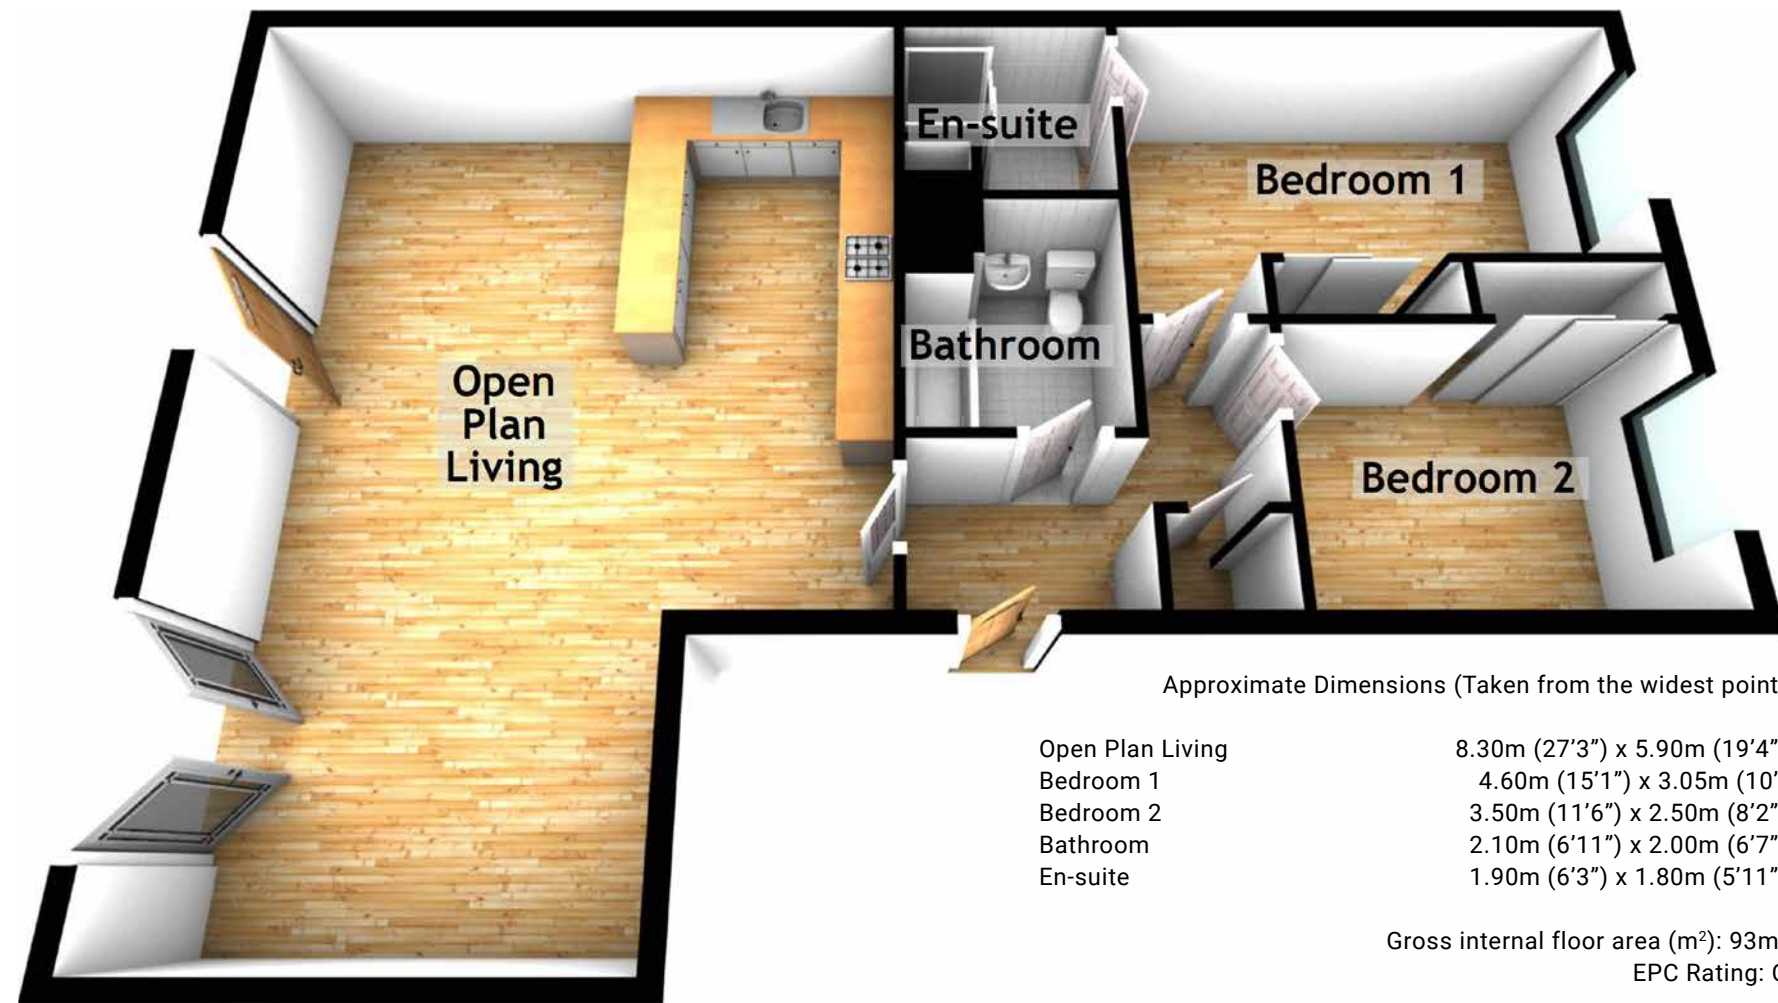 En-suite
Bedroom 1
Bathroom
Open
Plan
Living
Bedroom 2
Approximate Dimensions (Taken from the widest point
Open Plan Living 8.30m (27’3”) x 5.90m (19’4”
Bedroom 1 4.60m (15’1”) x 3.05m (10’
Bedroom 2 3.50m (11’6”) x 2.50m (8’2”
Bathroom 2.10m (6’11”) x 2.00m (6’7”
En-suite 1.90m (6’3”) x 1.80m (5’11”
Gross internal floor area (m²): 93m
EPC Rating: